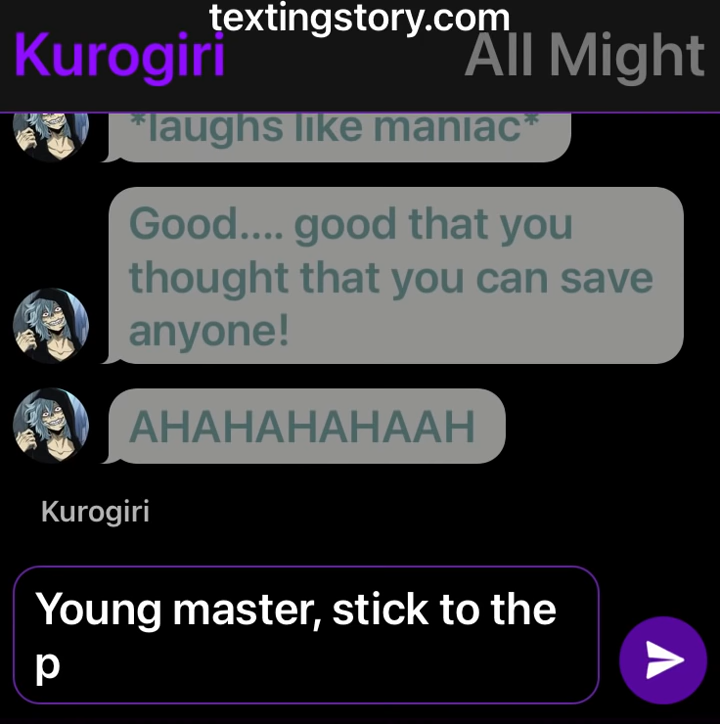 textingstory.com
Kurogiri
All Might
*laughs like maniac*
Good.... good that you
thought that you can save
anyone!
AHAHAHAHAAH
Kurogiri
Young master, stick to the
p